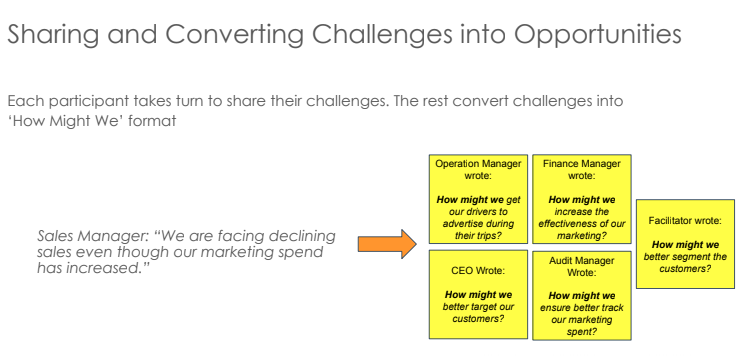 Sharing and Converting Challenges into Opportunities
Each participant takes turn to share their challenges. The rest convert challenges into
‘How Might We’ format
Sales Manager: “We are facing declining
sales even though our marketing spend
has increased.”
Operation Manager
wrote:
How might we get
our drivers to
advertise during
their trips?
Finance Manager
wrote:
How might we
increase the
effectiveness of our
marketing?
CEO Wrote:
How might we
better target our
customers?
Audit Manager
Wrote:
How might we
ensure better track
our marketing
spent?
Facilitator wrote:
How might we
better segment the
customers?